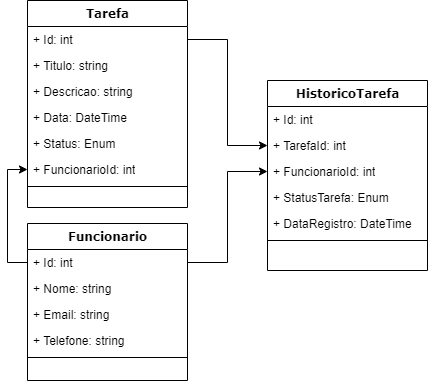 Tarefa
+ Id: int
+ Titulo: string
+ Descricao: string
+ Data: DateTime
+ Status: Enum
+ FuncionarioId: int
Funcionario
+ Id: int
+ Nome: string
+ Email: string
+ Telefone: string
HistoricoTarefa
+ Id: int
+ TarefaId: int
+ FuncionarioId: int
+ StatusTarefa: Enum
+ DataRegistro: DateTime